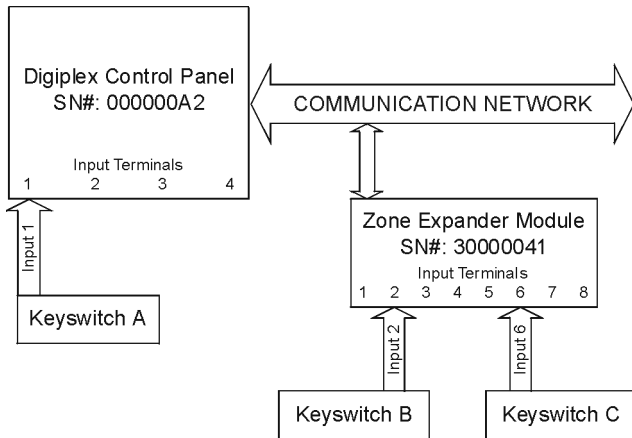 Digiplex Control Panel
SN#: 000000A2
COMMUNICATION NETWORK
Input Terminals
1 2 3 4
Input 1
Zone Expander Module
SN#: 30000041
Input Terminals
1 2 3 4 5 6 7 8
Keyswitch A
Input 2
Input 6
Keyswitch B
Keyswitch C